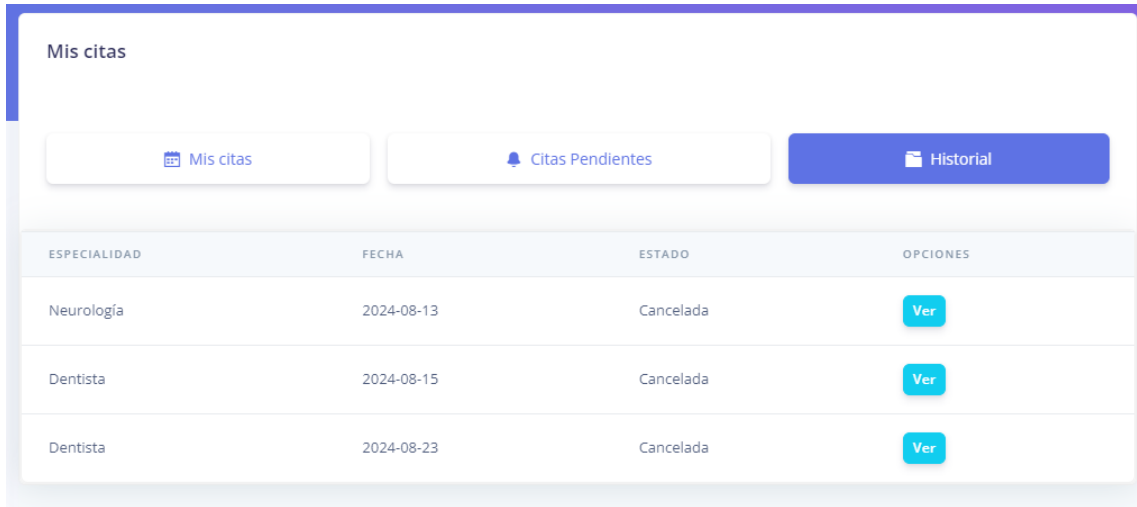 Mis citas
Mis citas Citas Pendientes Historial
ESPECIALIDAD FECHA ESTADO OPCIONES
Neurología 2024-08-13 Cancelada Ver
Dentista 2024-08-15 Cancelada Ver
Dentista 2024-08-23 Cancelada Ver